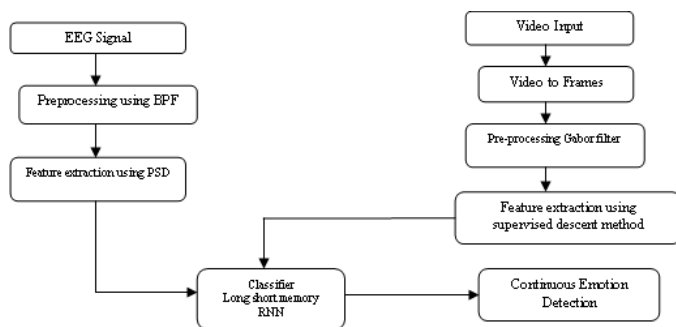 EEG Signal
Preprocessing using BPF
Feature extraction using PSD
Video Input
Video to Frames
Pre-processing Gabor filter
Feature extraction using
supervised descent method
Classifier
Long short memory
RNN
Continuous Emotion
Detection